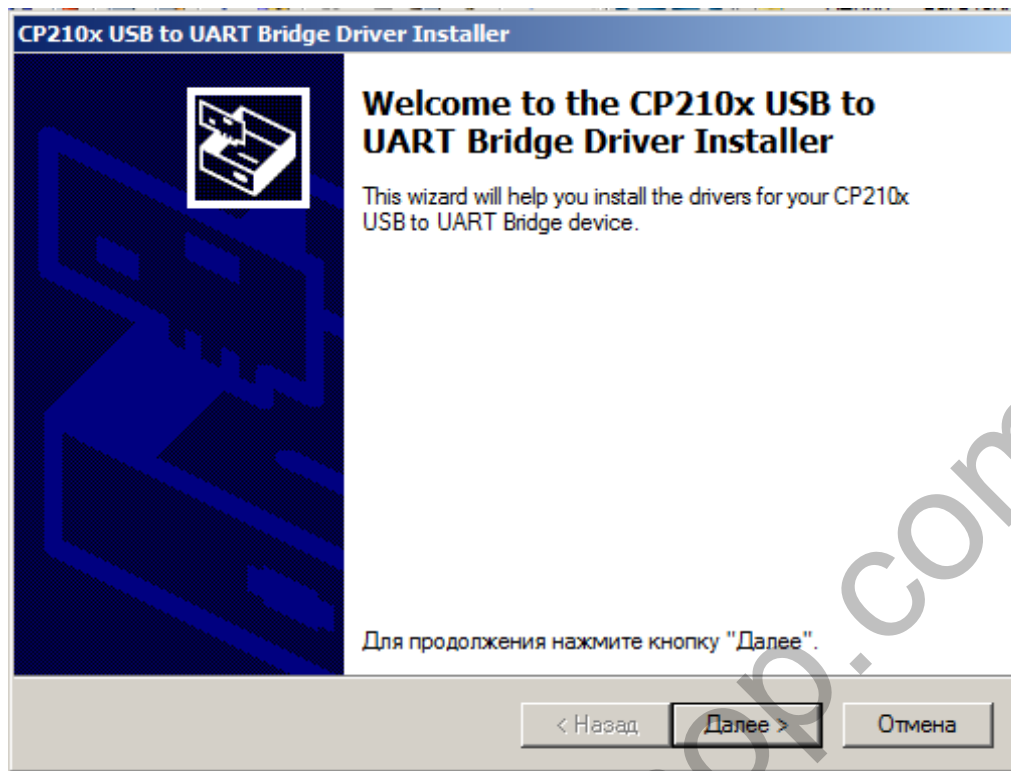 CP210x USB to UART Bridge Driver Installer
Welcome to the CP210x USB to
UART Bridge Driver Installer
This wizard will help you install the drivers for your CP210x
USB to UART Bridge device.
Для продолжения нажмите кнопку "Далее".
< Назад Далее > Отмена
op.com